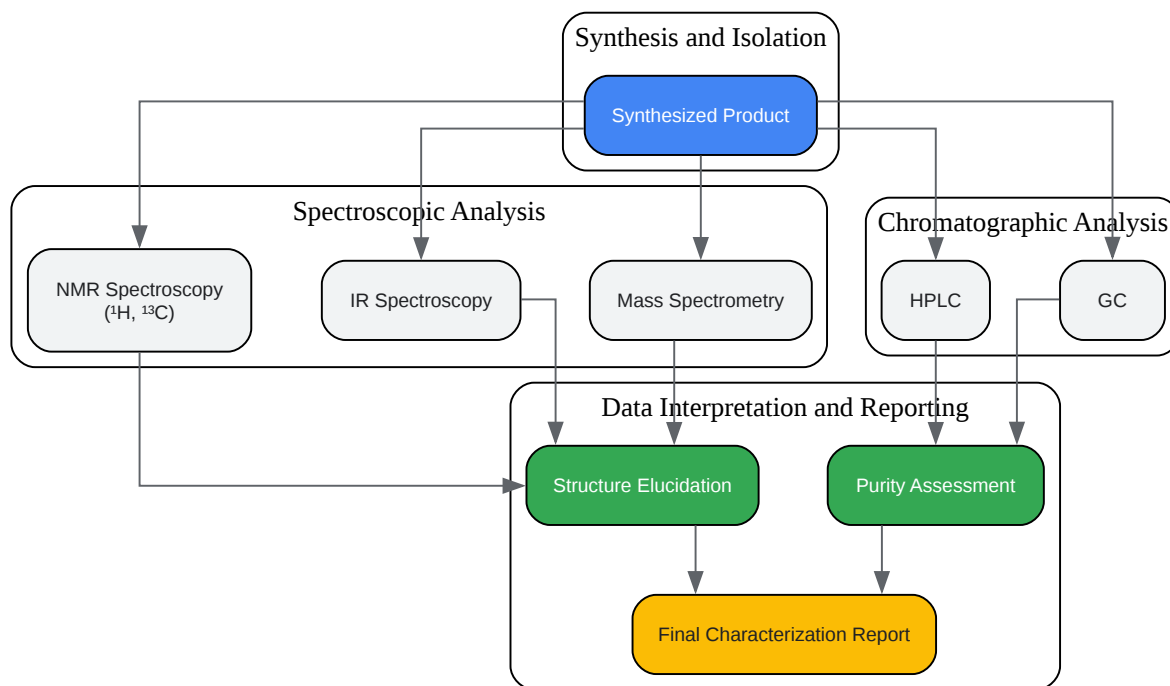 Synthesis and Isolation
Synthesized Product
Spectroscopic Analysis
Chromatographic Analysis
NMR Spectroscopy
(¹H, ¹³C)
IR Spectroscopy
Mass Spectrometry
HPLC
GC
Data Interpretation and Reporting
Structure Elucidation
Purity Assessment
Final Characterization Report